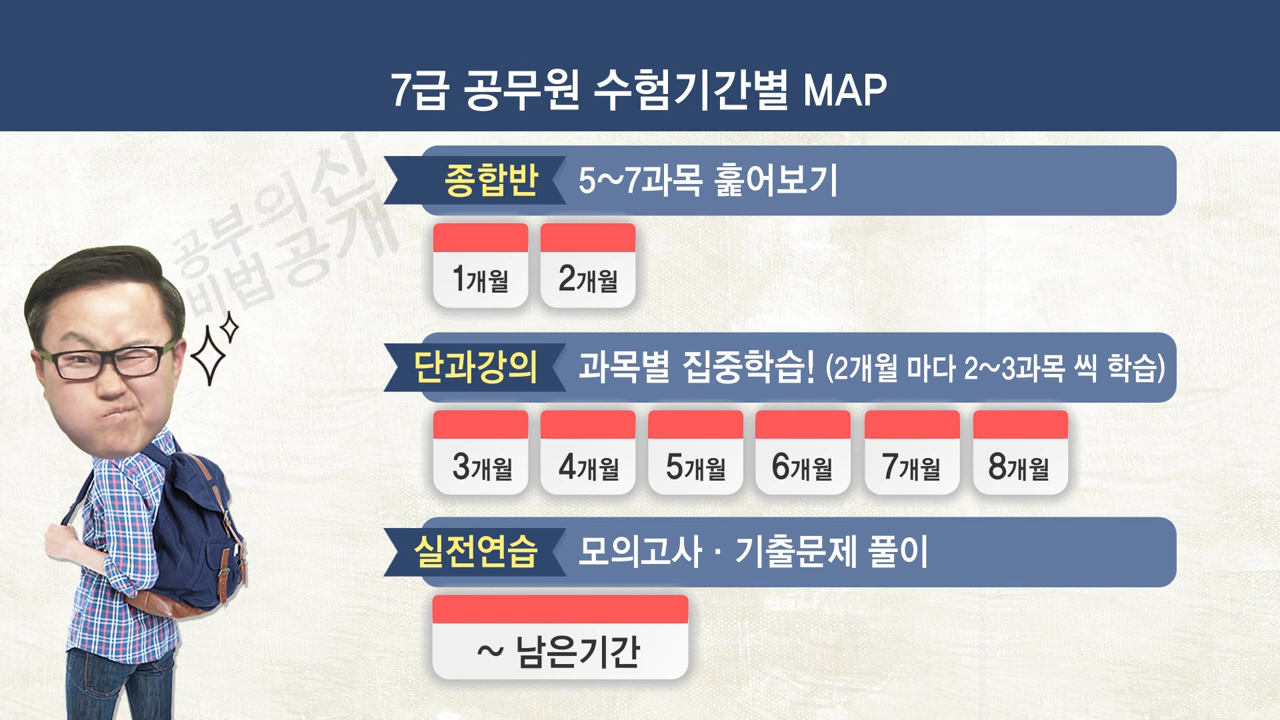 7급 공무원 수험기간별 MAP
공부의신
비법공개
종합반 5~7과목 훑어보기
1개월 2개월
단과강의 과목별 집중학습! (2개월 마다 2~3과목 씩 학습)
3개월 4개월 5개월 6개월 7개월 8개월
실전연습 모의고사 · 기출문제 풀이
~ 남은기간